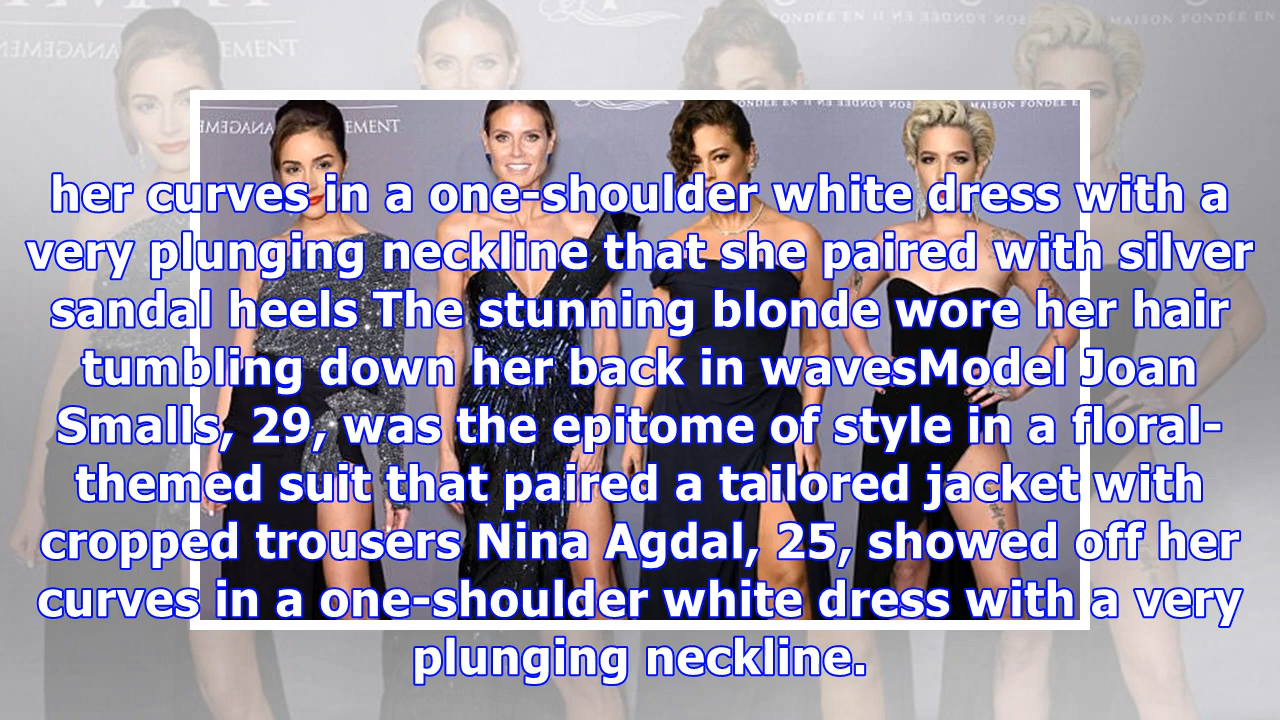 her curves in a one-shoulder white dress with a
very plunging neckline that she paired with silver
sandal heels The stunning blonde wore her hair
tumbling down her back in wavesModel Joan
Smalls, 29, was the epitome of style in a floral-
themed suit that paired a tailored jacket with
cropped trousers Nina Agdal, 25, showed off her
curves in a one-shoulder white dress with a very
plunging neckline.